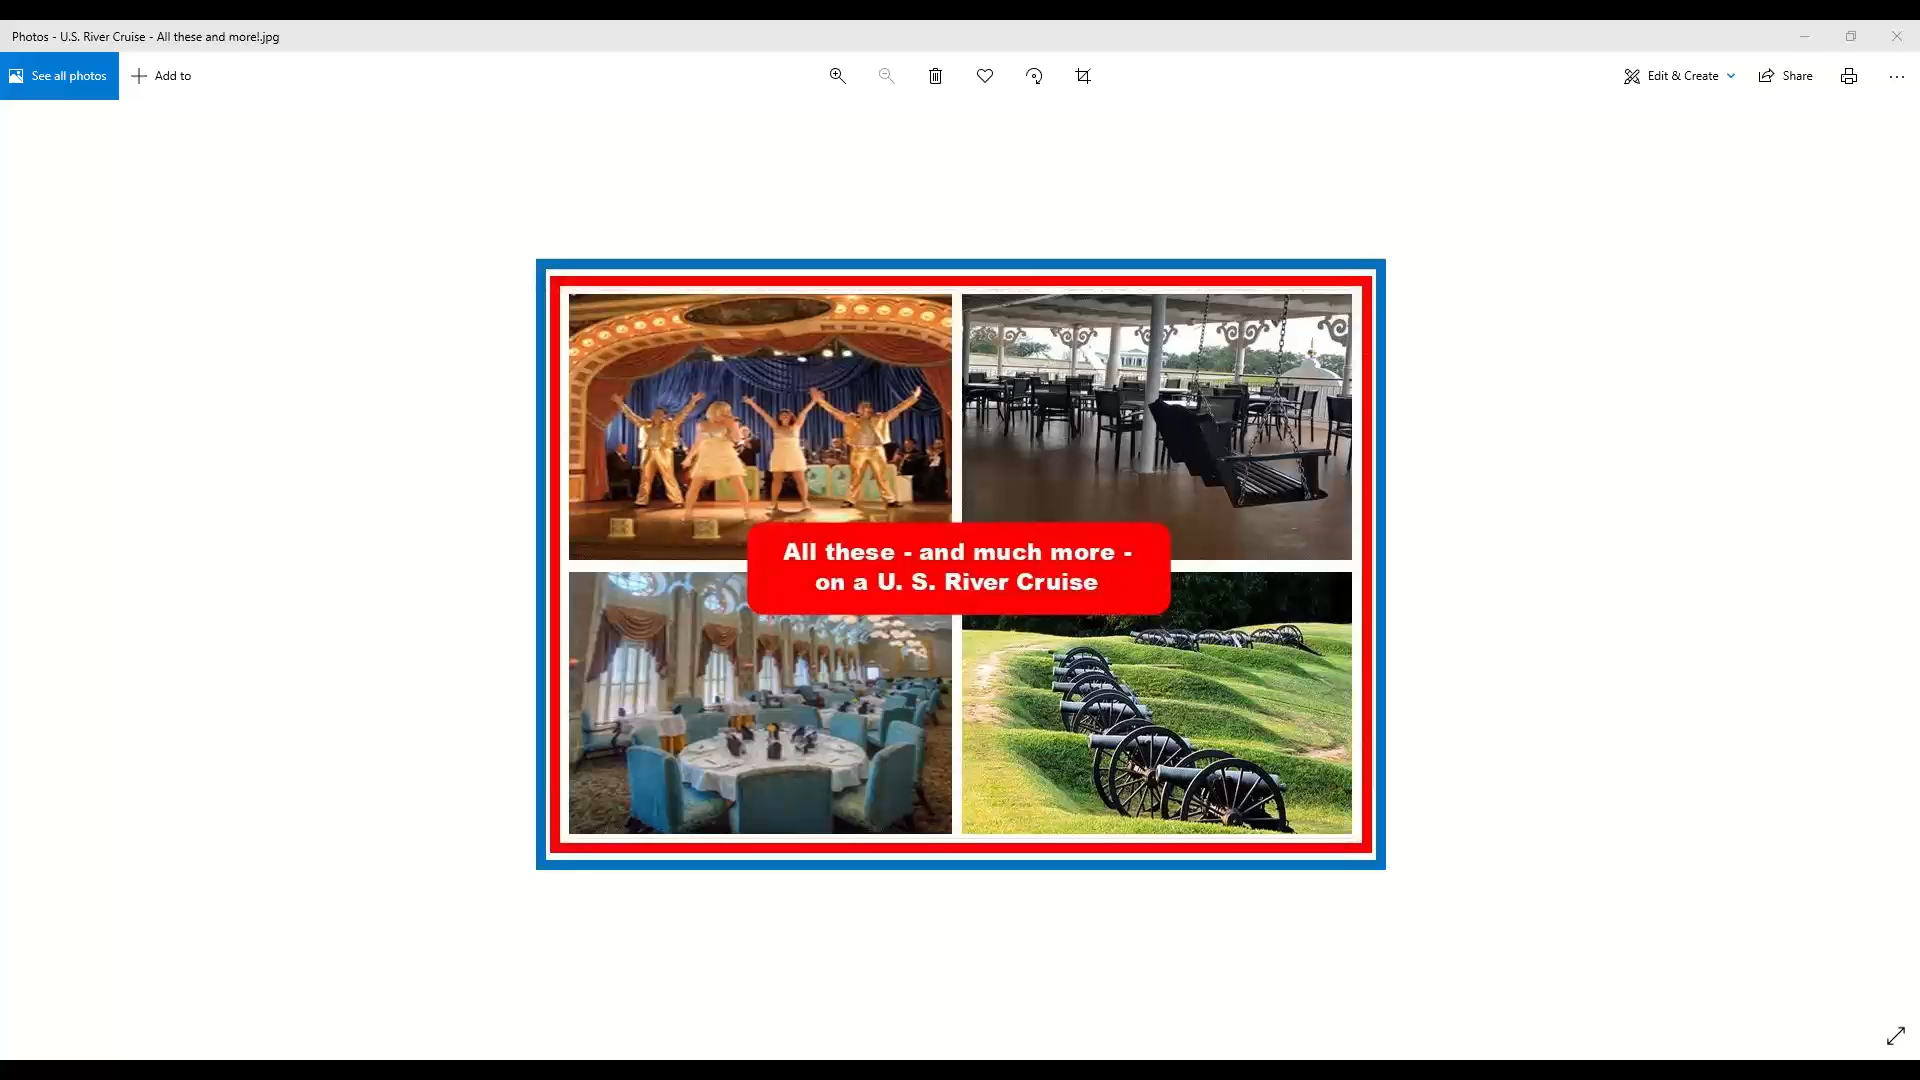 Photos - U.S. River Cruise - All these and more!.jpg
See all photos
Add to
Edit & Create
Share
All these - and much more -
on a U. S. River Cruise